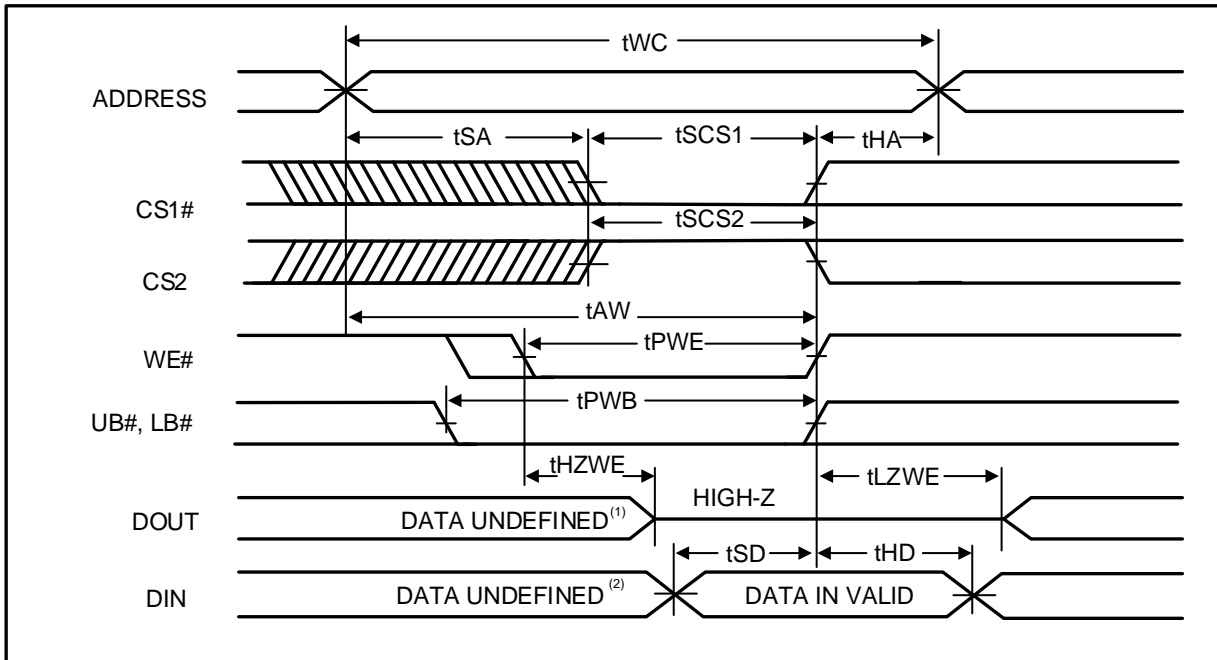 tWC
ADDRESS
tSA
tSCS1
tHA
CS1#
tSCS2
CS2
tAW
WE#
tPWE
UB#, LB#
tPWB
tHZWE
tLZWE
HIGH-Z
DOUT
DATA UNDEFINED(1)
tSD
tHD
DIN
DATA UNDEFINED(2)
DATA IN VALID